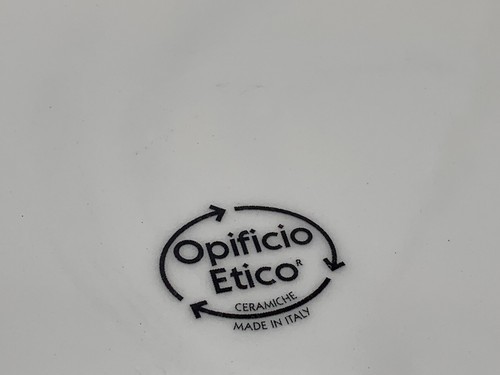 Opificio
Etico R
CERAMICHE
MADE IN ITALY